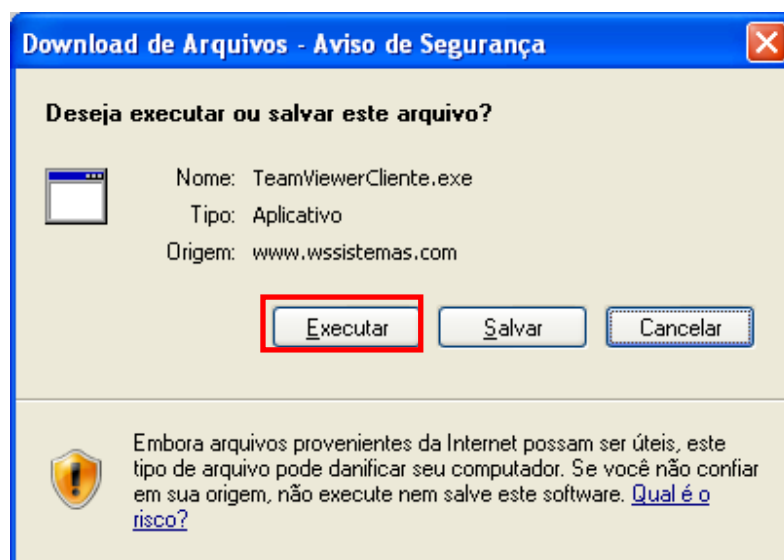 Download de Arquivos - Aviso de Segurança
Deseja executar ou salvar este arquivo?
Nome: TeamViewerCliente.exe
Tipo: Aplicativo
Origem: www.wssistemas.com
Executar Salvar Cancelar
Embora arquivos provenientes da Internet possam ser úteis, este
tipo de arquivo pode danificar seu computador. Se você não confiar
em sua origem, não execute nem salve este software. Qual é o
risco?